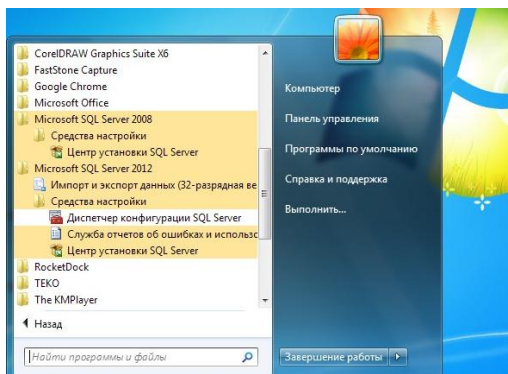 CorelDRAW Graphics Suite X6
FastStone Capture
Google Chrome
Microsoft Office
Microsoft SQL Server 2008
Средства настройки
Центр установки SQL Server
Microsoft SQL Server 2012
Импорт и экспорт данных (32-разрядная ве
Средства настройки
Диспетчер конфигурации SQL Server
Служба отчетов об ошибках и использо
Центр установки SQL Server
RocketDock
TEKO
The KMPlayer
Назад
Найти программы и файлы
Компьютер
Панель управления
Программы по умолчанию
Справка и поддержка
Выполнить...
Завершение работы